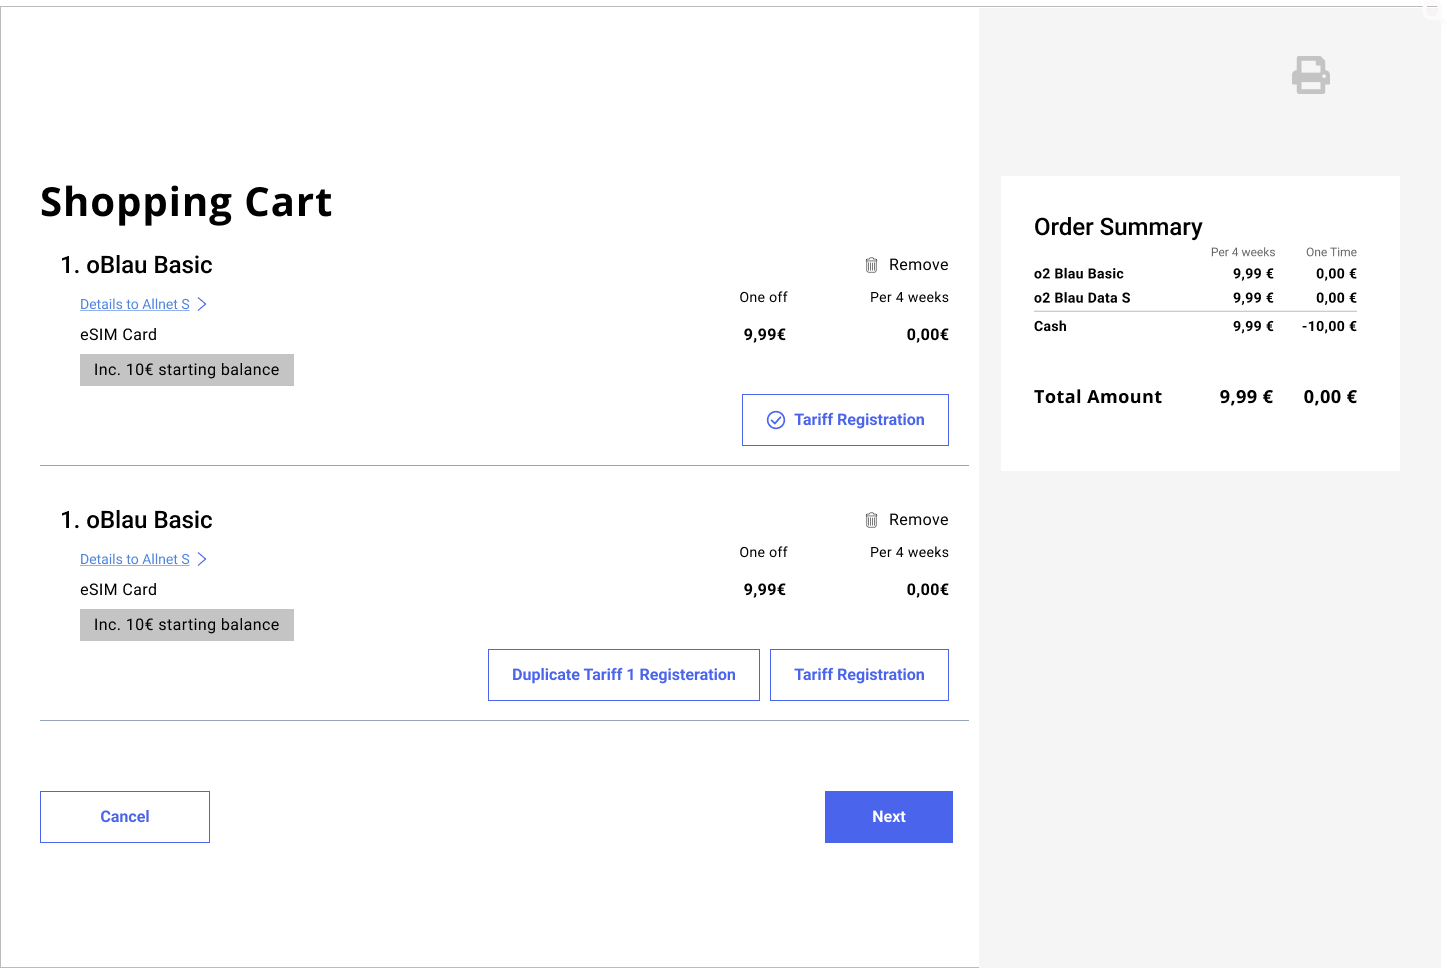 Shopping Cart
1. oBlau Basic
Remove
Details to Allnet S
One off Per 4 weeks
eSIM Card 9,99€ 0,00€
Inc. 10€ starting balance
Tariff Registration
1. oBlau Basic
Remove
Details to Allnet S
One off Per 4 weeks
eSIM Card 9,99€ 0,00€
Inc. 10€ starting balance
Duplicate Tariff 1 Registeration
Tariff Registration
Cancel
Next
Order Summary
Per 4 weeks One Time
o2 Blau Basic 9,99 € 0,00 €
o2 Blau Data S 9,99 € 0,00 €
Cash 9,99 € -10,00 €
Total Amount 9,99 € 0,00 €